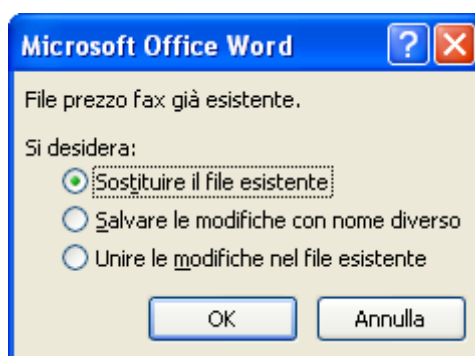 Microsoft Office Word
?
X
File prezzo fax già esistente.
Si desidera:
Sostituire il file esistente
Salvare le modifiche con nome diverso
Unire le modifiche nel file esistente
OK Annulla